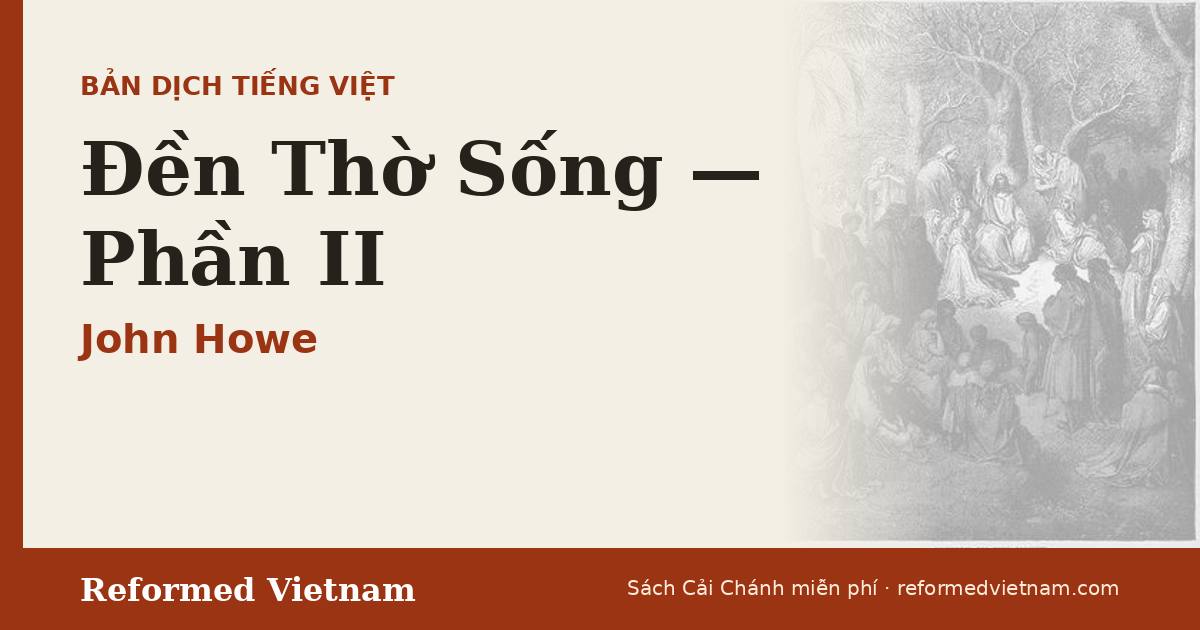 BẢN DỊCH TIẾNG VIỆT
Đền Thờ Sống —
Phần II
John Howe
Reformed Vietnam
Sách Cải Chánh miễn phí · reformedvietnam.com